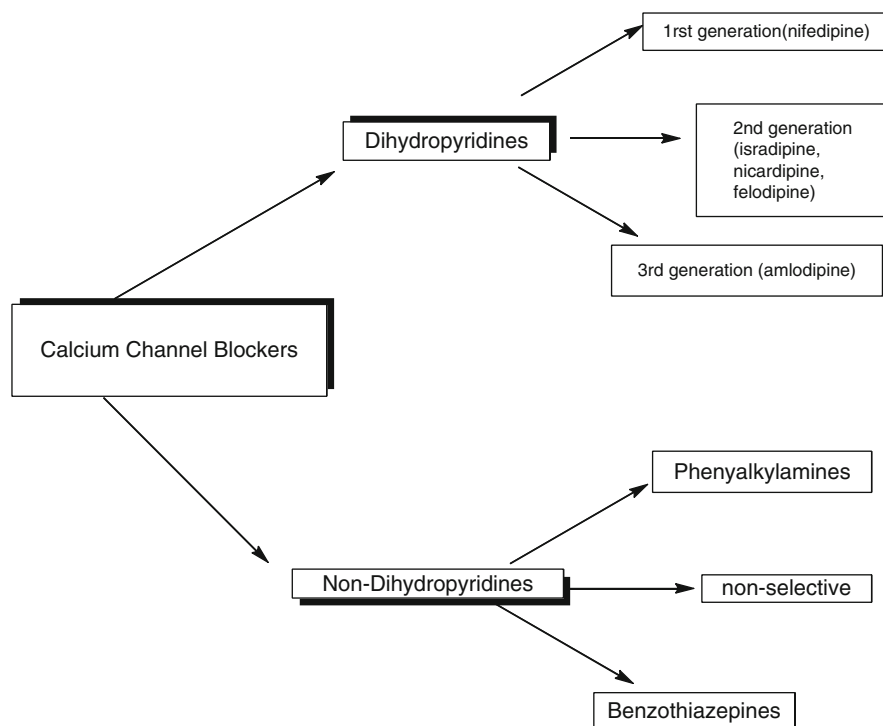 1rst generation(nifedipine)
Dihydropyridines
2nd generation
(isradipine,
nicardipine,
felodipine)
3rd generation (amlodipine)
Calcium Channel Blockers
Phenyalkylamines
Non-Dihydropyridines
non-selective
Benzothiazepines